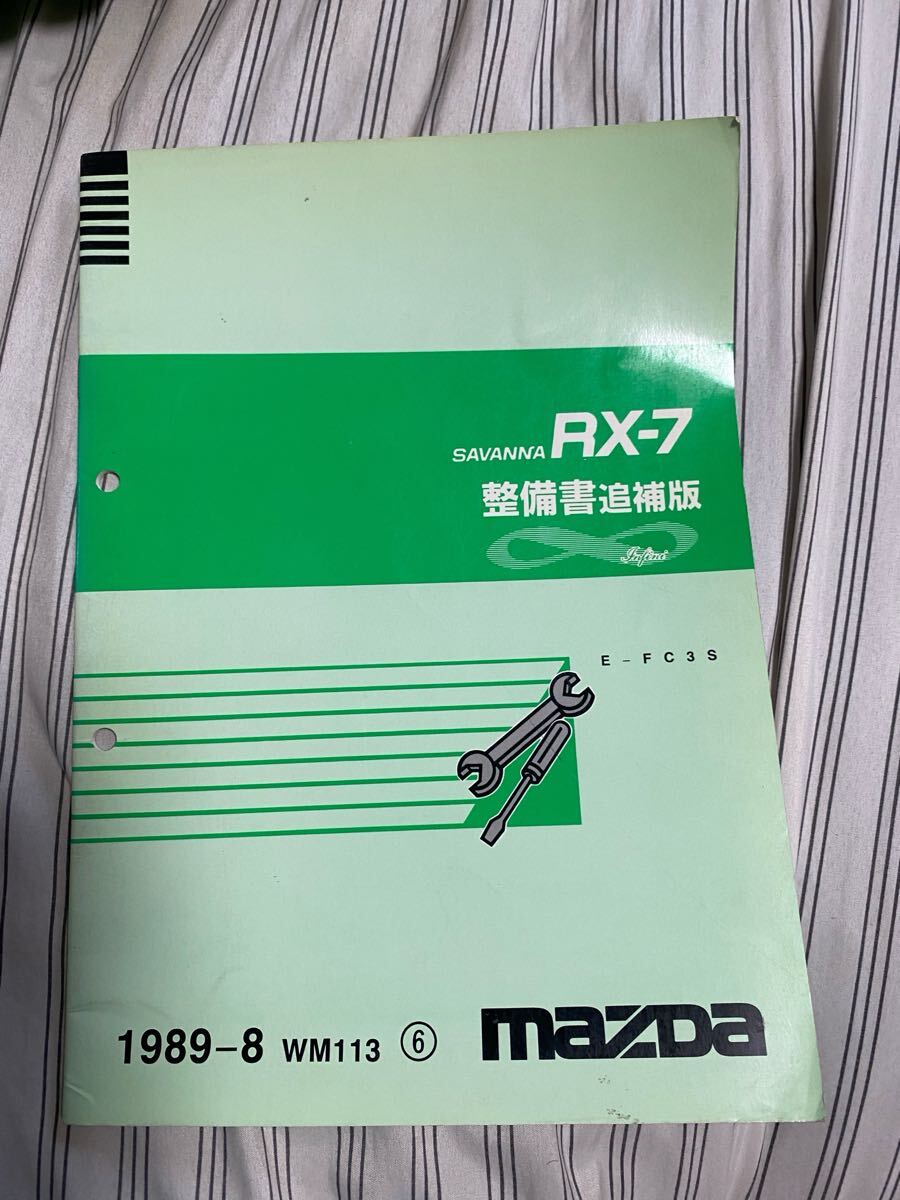 SAVANNA RX-7
整備書追補版
Infini
E-FC3S
1989-8 WM113 ⑥
mazda